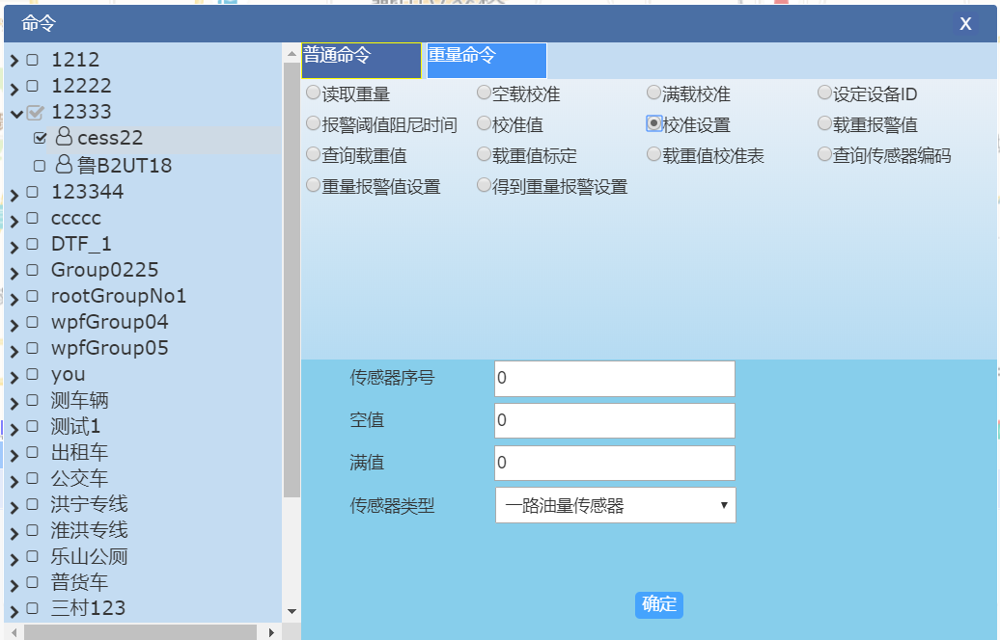 命令
X
1212
12222
12333
cess22
鲁B2UT18
123344
ccccc
DTF_1
Group0225
rootGroupNo1
wpfGroup04
wpfGroup05
you
测车辆
测试1
出租车
公交车
洪宁专线
淮洪专线
乐山公厕
普货车
三村123
普通命令 重量命令
读取重量 空载校准 满载校准 设定设备ID
报警阈值阻尼时间 校准值 校准设置 载重报警值
查询载重值 载重值标定 载重值校准表 查询传感器编码
重量报警值设置 得到重量报警设置
传感器序号 0
空值 0
满值 0
传感器类型 一路油量传感器
确定